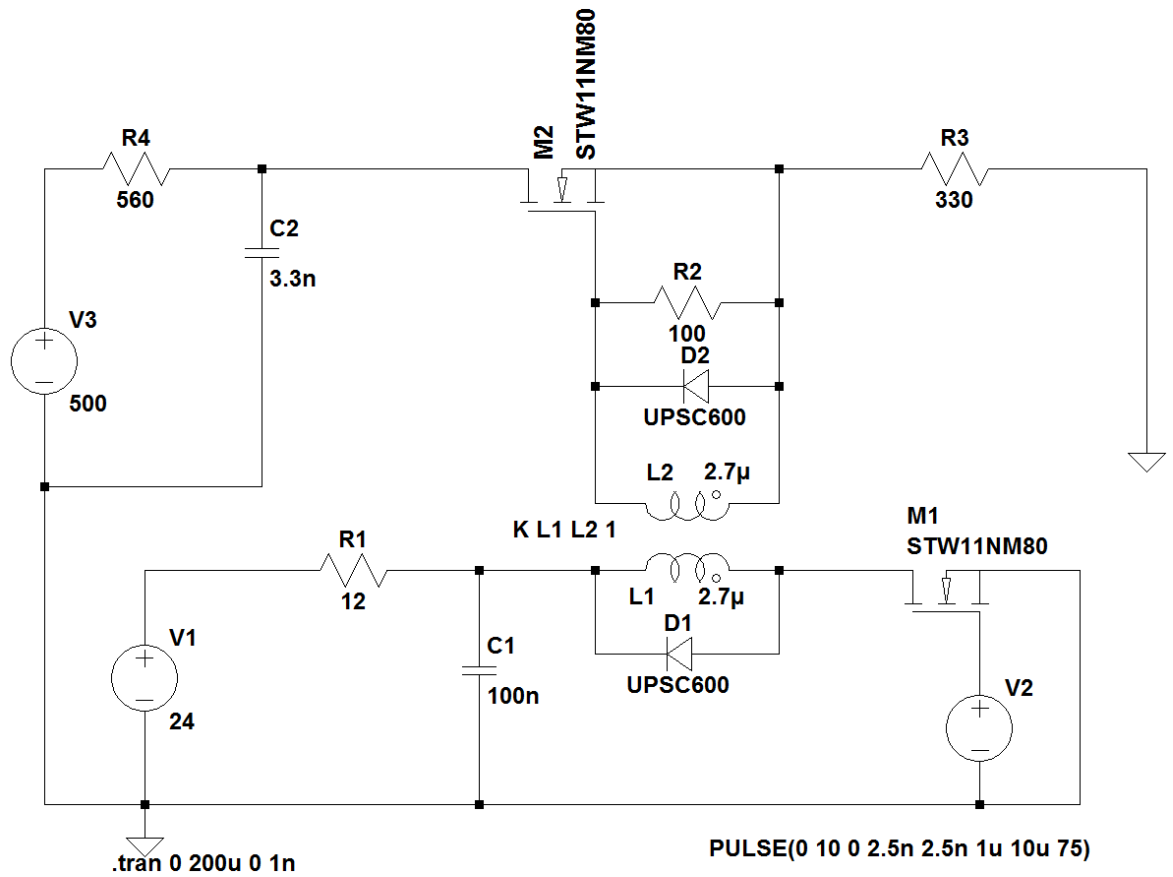 M2
STW11NM80
R4
560
R3
330
C2
3.3n
R2
100
V3
500
D2
UPSC600
L2 2.7µ
K L1 L2 1
M1
STW11NM80
R1
12
L1 2.7µ
D1
UPSC600
V1
24
C1
100n
V2
.tran 0 200u 0 1n
PULSE(0 10 0 2.5n 2.5n 1u 10u 75)